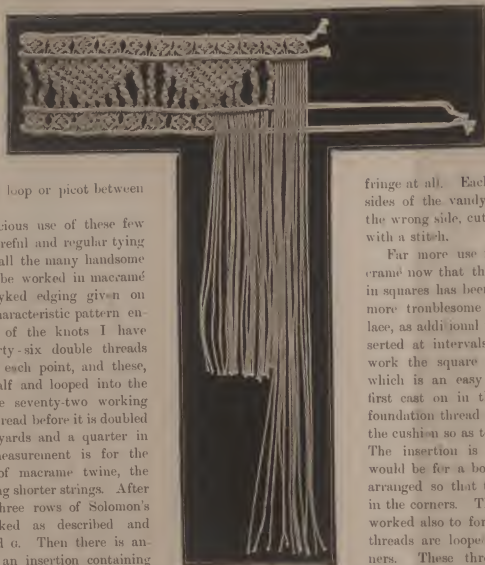 loop or picot between
cious use of these few
reful and regular tying
all the many handsome
be worked in macramé
yked edging given on
haracteristic pattern en-
of the knots I have
rty-six double threads
each point, and these,
alf and looped into the
e seventy-two working
read before it is doubled
yards and a quarter in
easurement is for the
of macramé twine, the
ng shorter strings. After
hree rows of Solomon's
ked as described and
d G. Then there is an-
an insertion containing
fringe at all. Each
sides of the vandy
the wrong side, cut
with a stitch.
Far more use
cramé now that th
in squares has been
more troublesome
lace, as additional
serted at intervals
work the square
which is an easy
first cast on in t
foundation thread
the cushion so as t
The insertion is
would be for a bo
arranged so that t
in the corners. T
worked also to for
threads are loope
ners. These thre